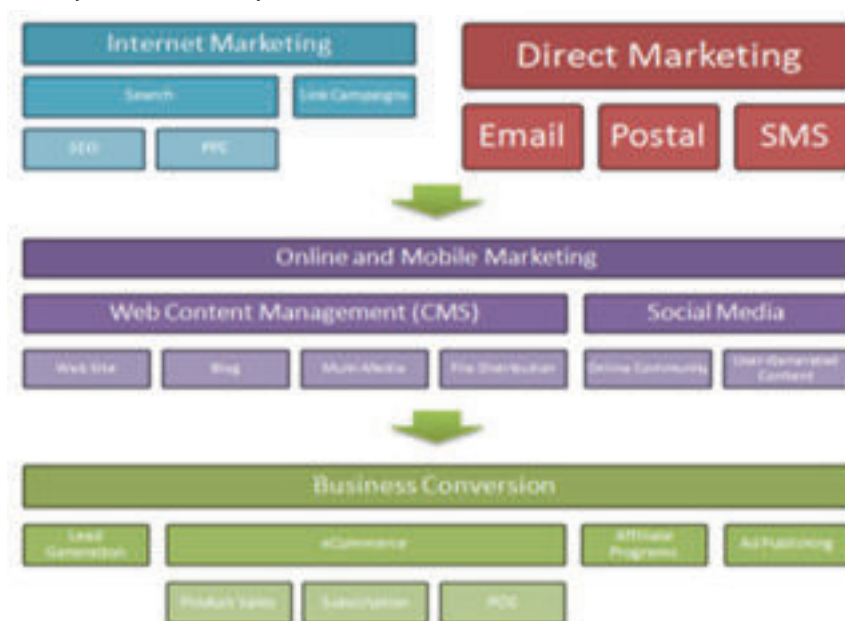 Internet Marketing
Direct Marketing
Search
Link Campaigns
Email
Postal
SMS
SEO
PPC
Online and Mobile Marketing
Web Content Management (CMS)
Social Media
Web Site
Blog
Multi-Media
File Distribution
Online Community
User-Generated
Content
Business Conversion
Lead
Generation
eCommerce
Affiliate
Programs
Ad Publishing
Product Sales
Subscription